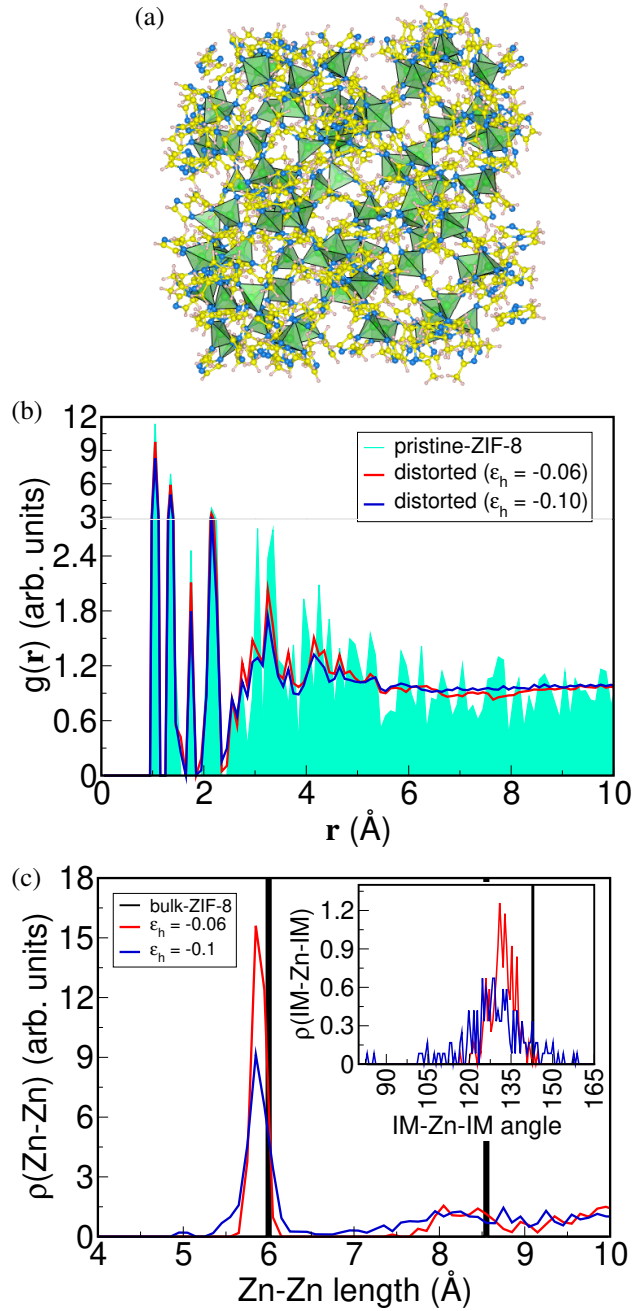 (a)
(b)
12
9
6
3
2.4
1.8
1.2
0.6
0
g(r) (arb. units)
pristine-ZIF-8
distorted (εh = -0.06)
distorted (εh = -0.10)
0 2 4 6 8 10
r (Å)
(c)
18
15
12
9
6
3
0
ρ(Zn-Zn) (arb. units)
bulk-ZIF-8
εh = -0.06
εh = -0.1
1.2
0.9
0.6
0.3
0
ρ(IM-Zn-IM)
90 105 120 135 150 165
IM-Zn-IM angle
4 5 6 7 8 9 10
Zn-Zn length (Å)